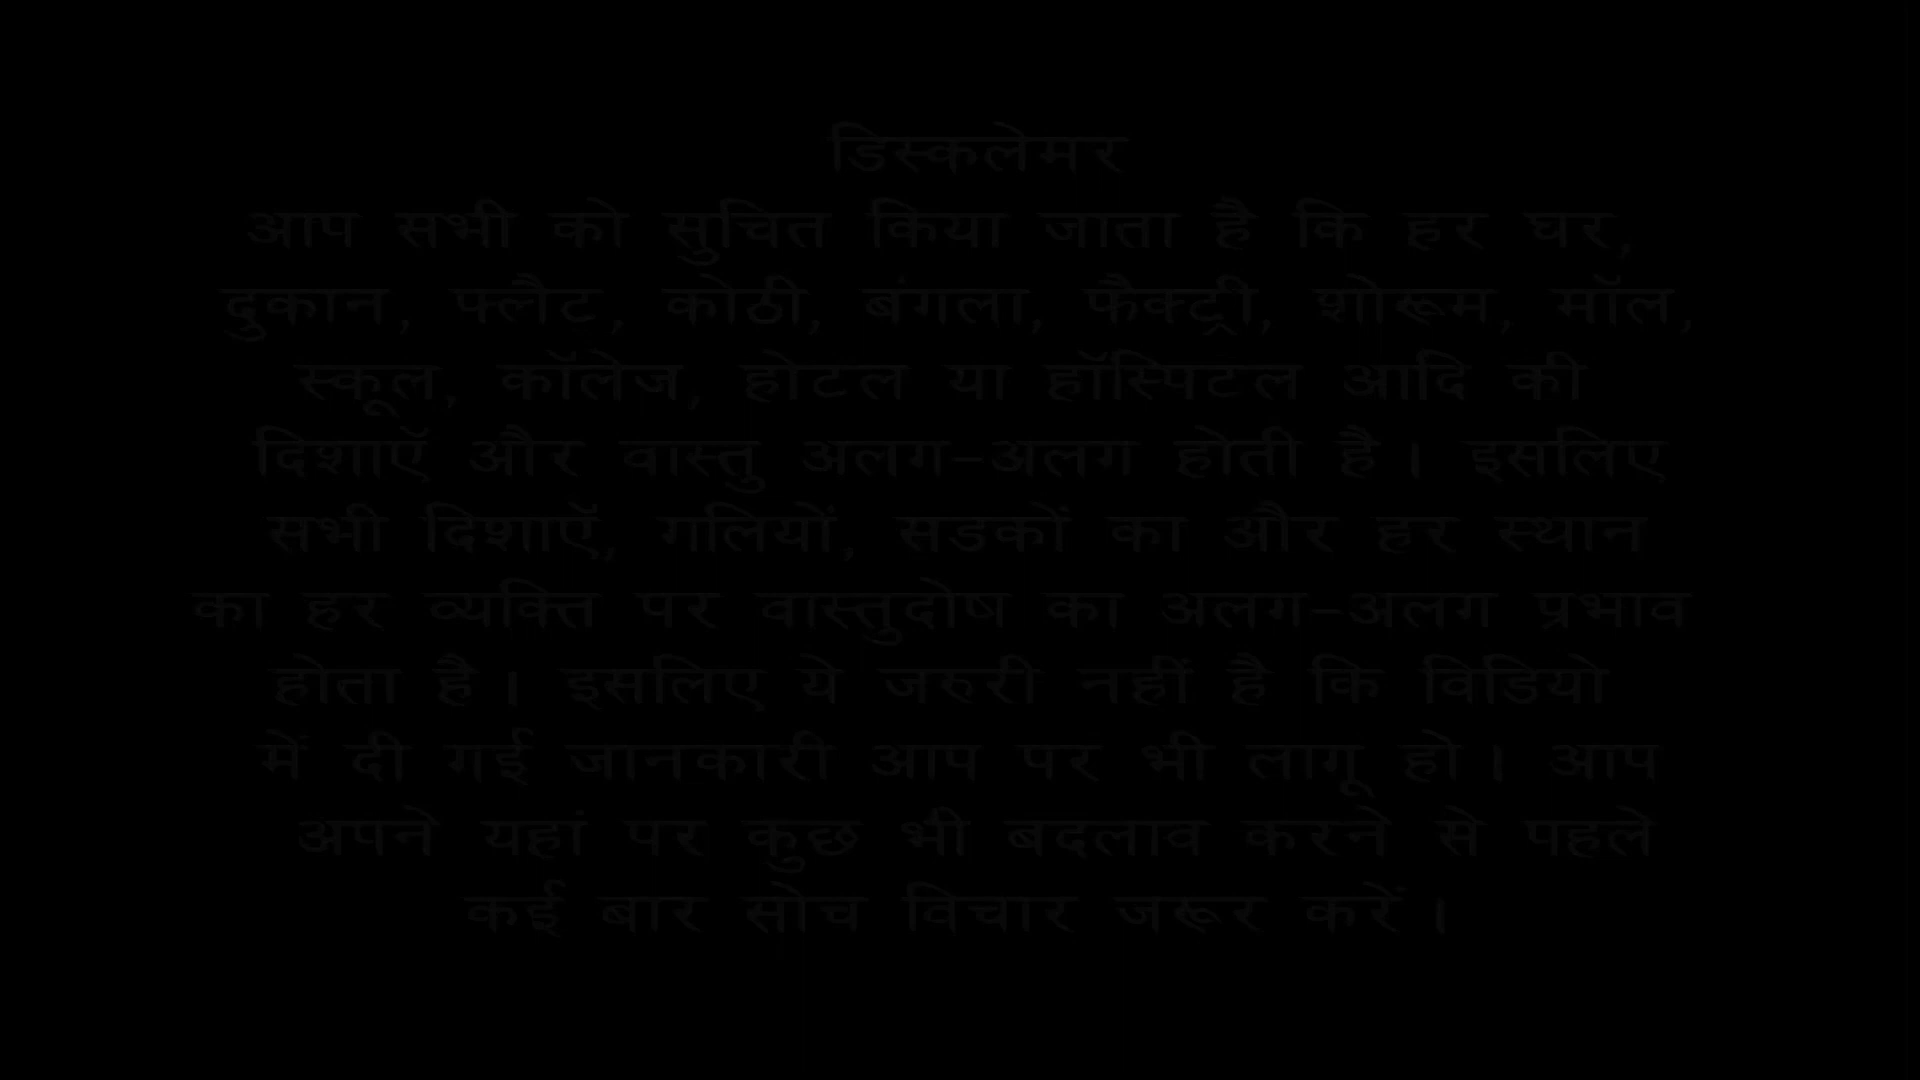 डिस्कलेमर
आप सभी को सुचित किया जाता है कि हर घर,
दुकान, फ्लैट, कोठी, बंगला, फैक्ट्री, शोरूम, मॉल,
स्कूल, कॉलेज, होटल या हॉस्पिटल आदि की
दिशाएँ और वास्तु अलग–अलग होती है। इसलिए
सभी दिशाएँ, गलियों, सडकों का और हर स्थान
का हर व्यक्ति पर वास्तुदोष का अलग–अलग प्रभाव
होता है। इसलिए ये जरुरी नहीं है कि विडियो
में दी गई जानकारी आप पर भी लागू हो। आप
अपने यहां पर कुछ भी बदलाव करने से पहले
कई बार सोच विचार जरूर करें।